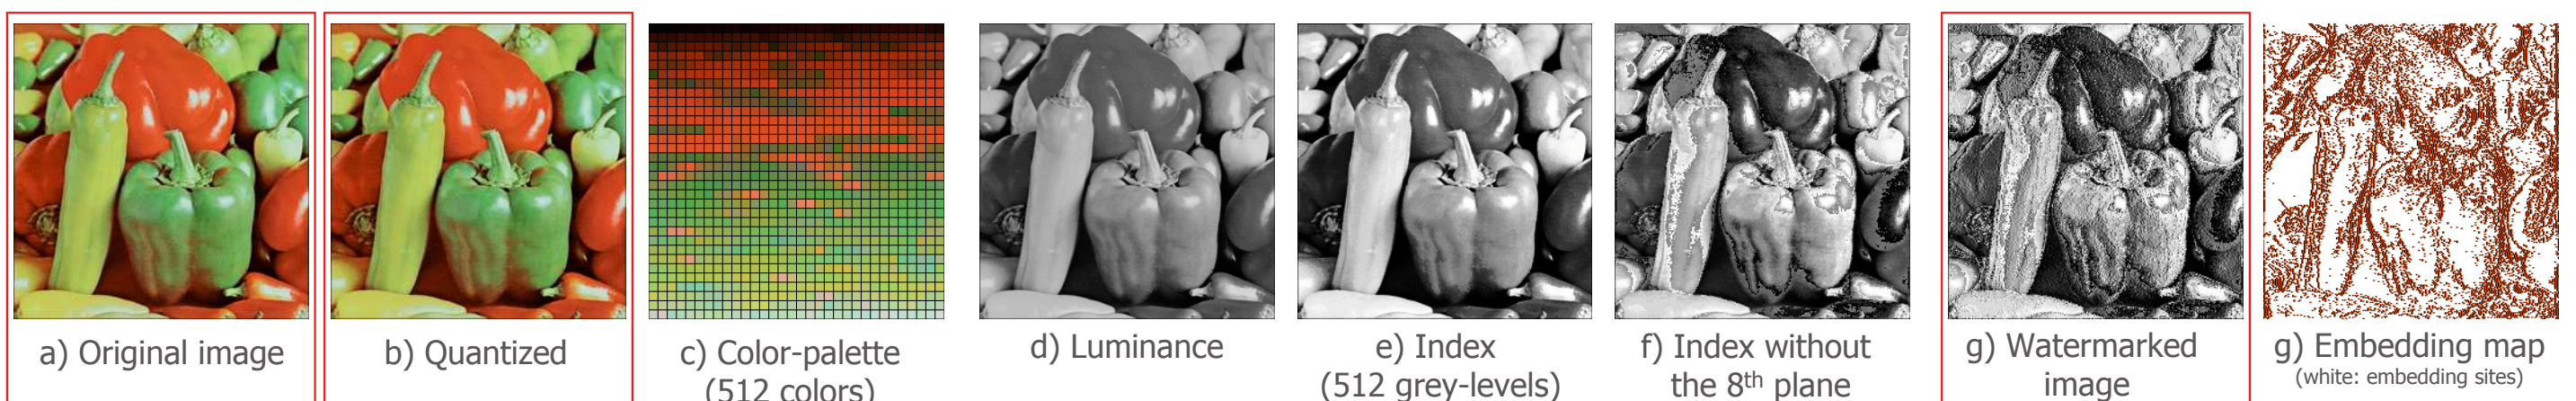 a) Original image
b) Quantized
c) Color-palette
(512 colors)
d) Luminance
e) Index
(512 grey-levels)
f) Index without
the 8th plane
g) Watermarked
image
g) Embedding map
(white: embedding sites)